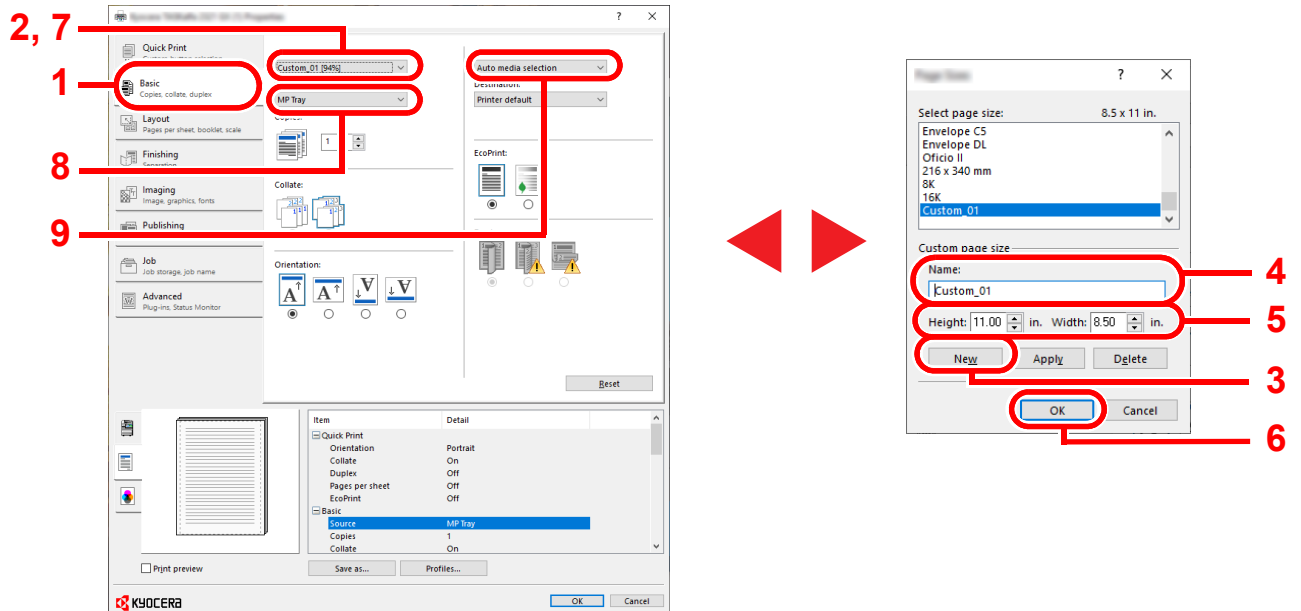 2, 7
1
8
9
? ×
Quick Print
Basic
Copies, collate, duplex
Layout
Pages per sheet, booklet, scale
Finishing
Separation
Imaging
Image, graphics, fonts
Publishing
Job
Job storage, job name
Advanced
Plug-ins, Status Monitor
Custom_01 [94%]
MP Tray
Copies:
1
Collate:
Orientation:
Auto media selection
Destination:
Printer default
EcoPrint:
Reset
Item Detail
Quick Print
Orientation Portrait
Collate On
Duplex Off
Pages per sheet Off
EcoPrint Off
Basic
Source MP Tray
Copies 1
Collate On
Print preview
Save as... Profiles...
KYOCERA
OK Cancel
? ×
Select page size: 8.5 x 11 in.
Envelope C5
Envelope DL
Oficio II
216 x 340 mm
8K
16K
Custom_01
Custom page size
Name:
Custom_01
Height: 11.00 in. Width: 8.50 in.
New Apply Delete
OK Cancel
4
5
3
6